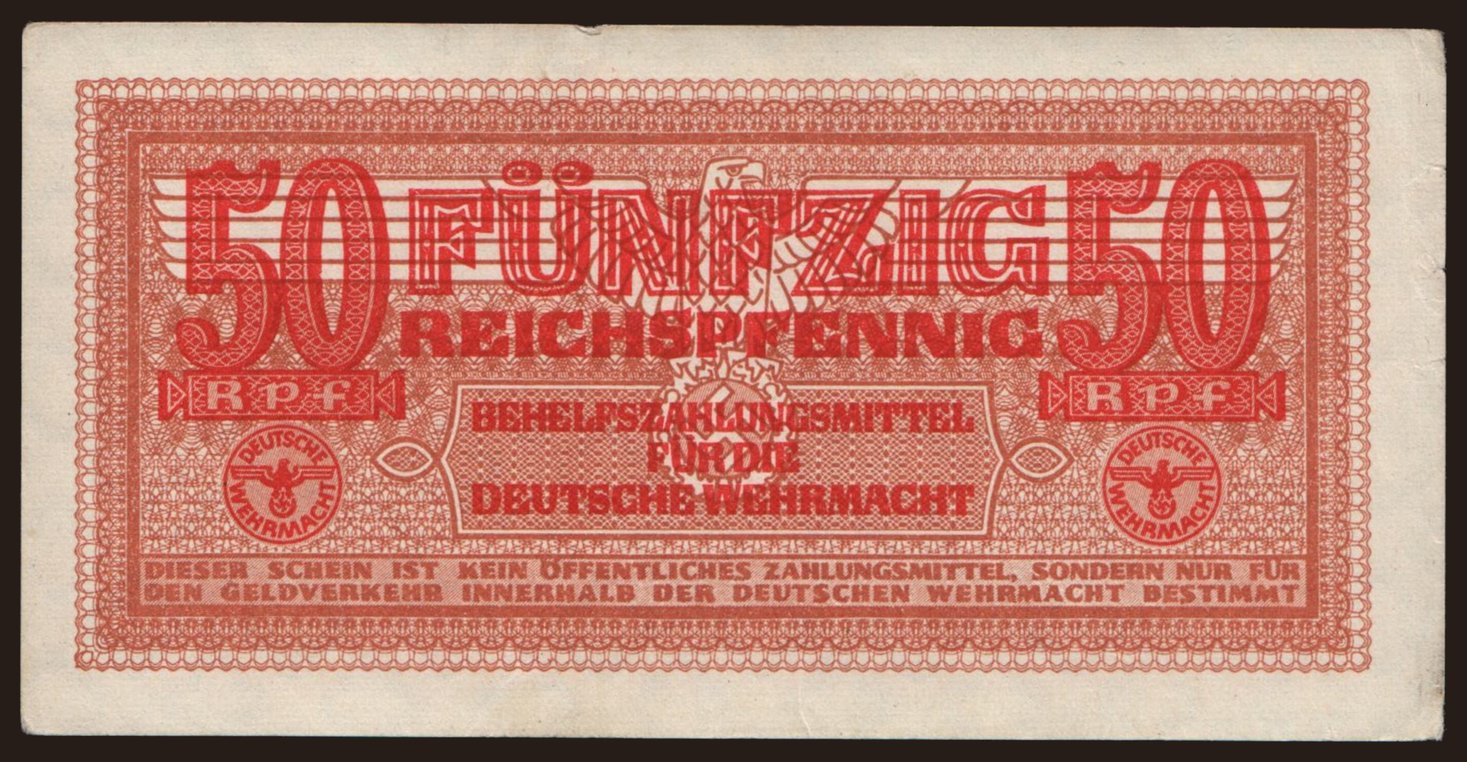 50 FÜNFZIG 50
REICHSPFENNIG
Rpf Rpf
BEHELFSZAHLUNGSMITTEL
FÜR DIE
DEUTSCHE WEHRMACHT
DEUTSCHE WEHRMACHT
DEUTSCHE WEHRMACHT
DIESER SCHEIN IST KEIN ÖFFENTLICHES ZAHLUNGSMITTEL, SONDERN NUR FÜR
DEN GELDVERKEHR INNERHALB DER DEUTSCHEN WEHRMACHT BESTIMMT